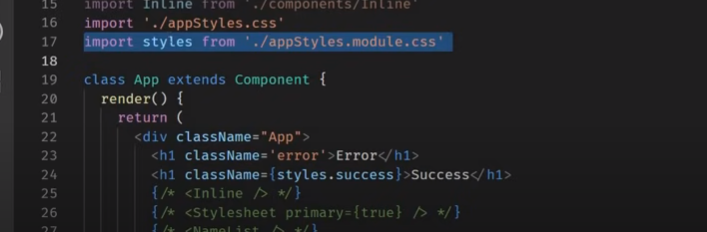 15 import Inline from './components/Inline'
16 import './appStyles.css'
17 import styles from './appStyles.module.css'
18
19 class App extends Component {
20 render() {
21 return (
22 <div className="App">
23 <h1 className='error'>Error</h1>
24 <h1 className={styles.success}>Success</h1>
25 {/* <Inline /> */}
26 {/* <Stylesheet primary={true} /> */}
27 {/* <NameList /> */}